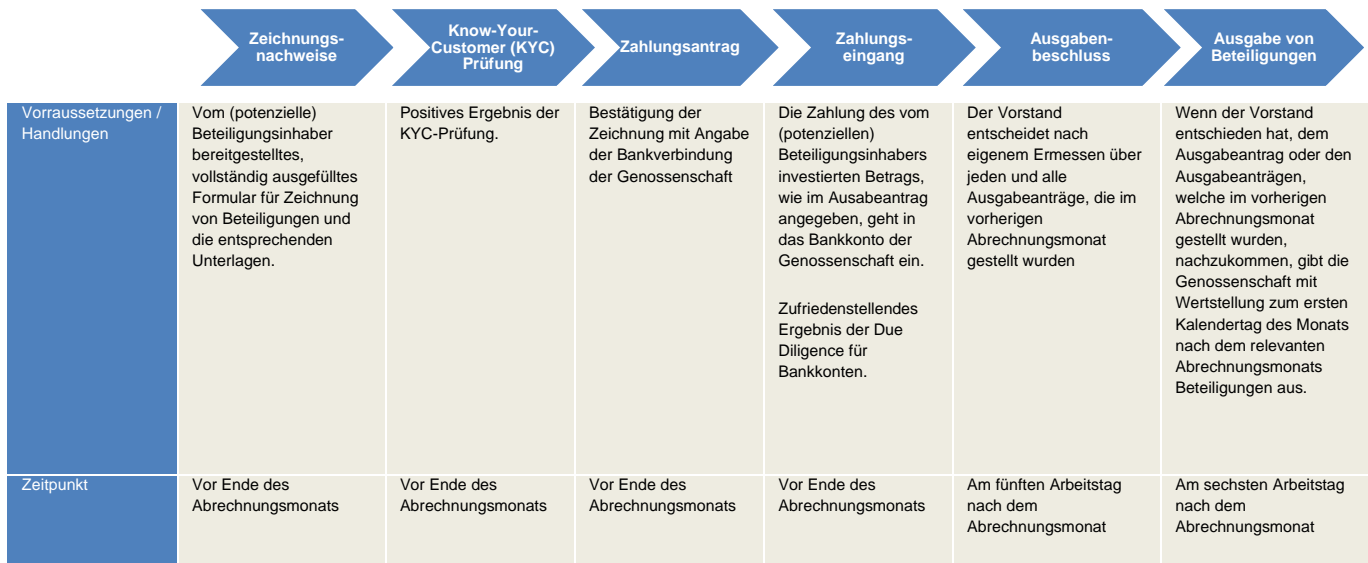 Zeichnungs-
nachweise
Know-Your-
Customer (KYC)
Prüfung
Zahlungsantrag
Zahlungs-
eingang
Ausgaben-
beschluss
Ausgabe von
Beteiligungen
Vorraussetzungen /
Handlungen
Vom (potenzielle)
Beteiligungsinhaber
bereitgestelltes,
vollständig ausgefülltes
Formular für Zeichnung
von Beteiligungen und
die entsprechenden
Unterlagen.
Positives Ergebnis der
KYC-Prüfung.
Bestätigung der
Zeichnung mit Angabe
der Bankverbindung
der Genossenschaft
Die Zahlung des vom
(potenziellen)
Beteiligungsinhabers
investierten Betrags,
wie im Ausabeantrag
angegeben, geht in
das Bankkonto der
Genossenschaft ein.
Zufriedenstellendes
Ergebnis der Due
Diligence für
Bankkonten.
Der Vorstand
entscheidet nach
eigenem Ermessen über
jeden und alle
Ausgabeanträge, die im
vorherigen
Abrechnungsmonat
gestellt wurden
Wenn der Vorstand
entschieden hat, dem
Ausgabeantrag oder den
Ausgabeanträgen,
welche im vorherigen
Abrechnungsmonat
gestellt wurden,
nachzukommen, gibt die
Genossenschaft mit
Wertstellung zum ersten
Kalendertag des Monats
nach dem relevanten
Abrechnungsmonats
Beteiligungen aus.
Zeitpunkt
Vor Ende des
Abrechnungsmonats
Vor Ende des
Abrechnungsmonats
Vor Ende des
Abrechnungsmonats
Vor Ende des
Abrechnungsmonats
Am fünften Arbeitstag
nach dem
Abrechnungsmonat
Am sechsten Arbeitstag
nach dem
Abrechnungsmonat